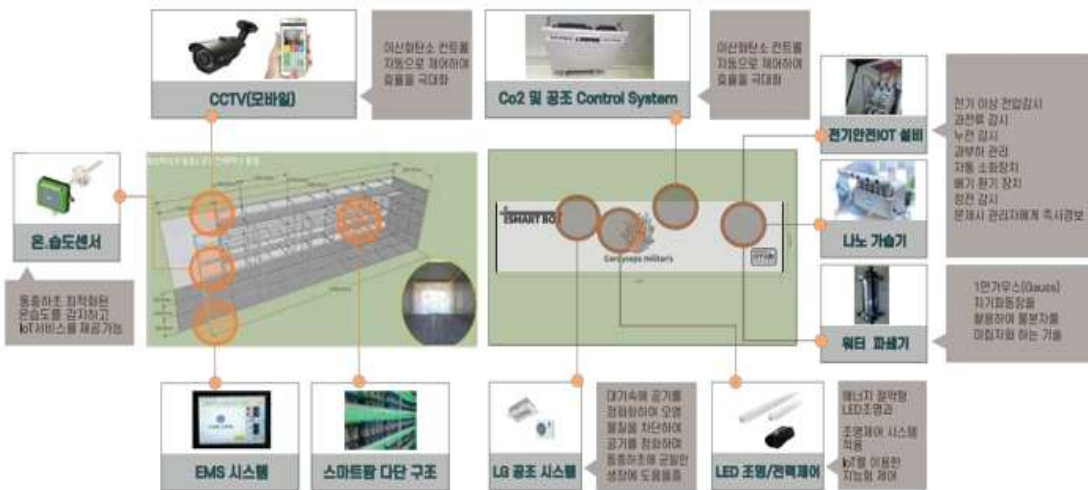 CCTV(모바일)
이산화탄소 컨트롤
자동으로 제어하여
효율을 극대화
Co2 및 공조 Control System
이산화탄소 컨트롤
자동으로 제어하여
효율을 극대화
전기안전IOT 설비
전기 이상 전압감시
과전류 감시
누전 감시
과부하 관리
자동 소화장치
배기 환기 장치
정전 감시
문제시 관리자에게 즉시경보
온.습도센서
동충하초 최적화된
온습도를 감지하고
IoT서비스를 제공가능
ESMART BO
Cordyceps militaris
나노 가습기
워터 파쇄기
1만가우스(Gauss)
자기파동장을
활용하여 물분자를
미립자화 하는 기술
EMS 시스템
스마트팜 다단 구조
LG 공조 시스템
대기속에 공기를
정화화하여 오염
물질을 차단하여
공기를 정화하여
동충하초에 균일한
생장에 도움을줌
LED 조명/전력제어
에너지 절약형
LED조명과
조명제어 시스템
적용
IoT를 이용한
지능형 제어